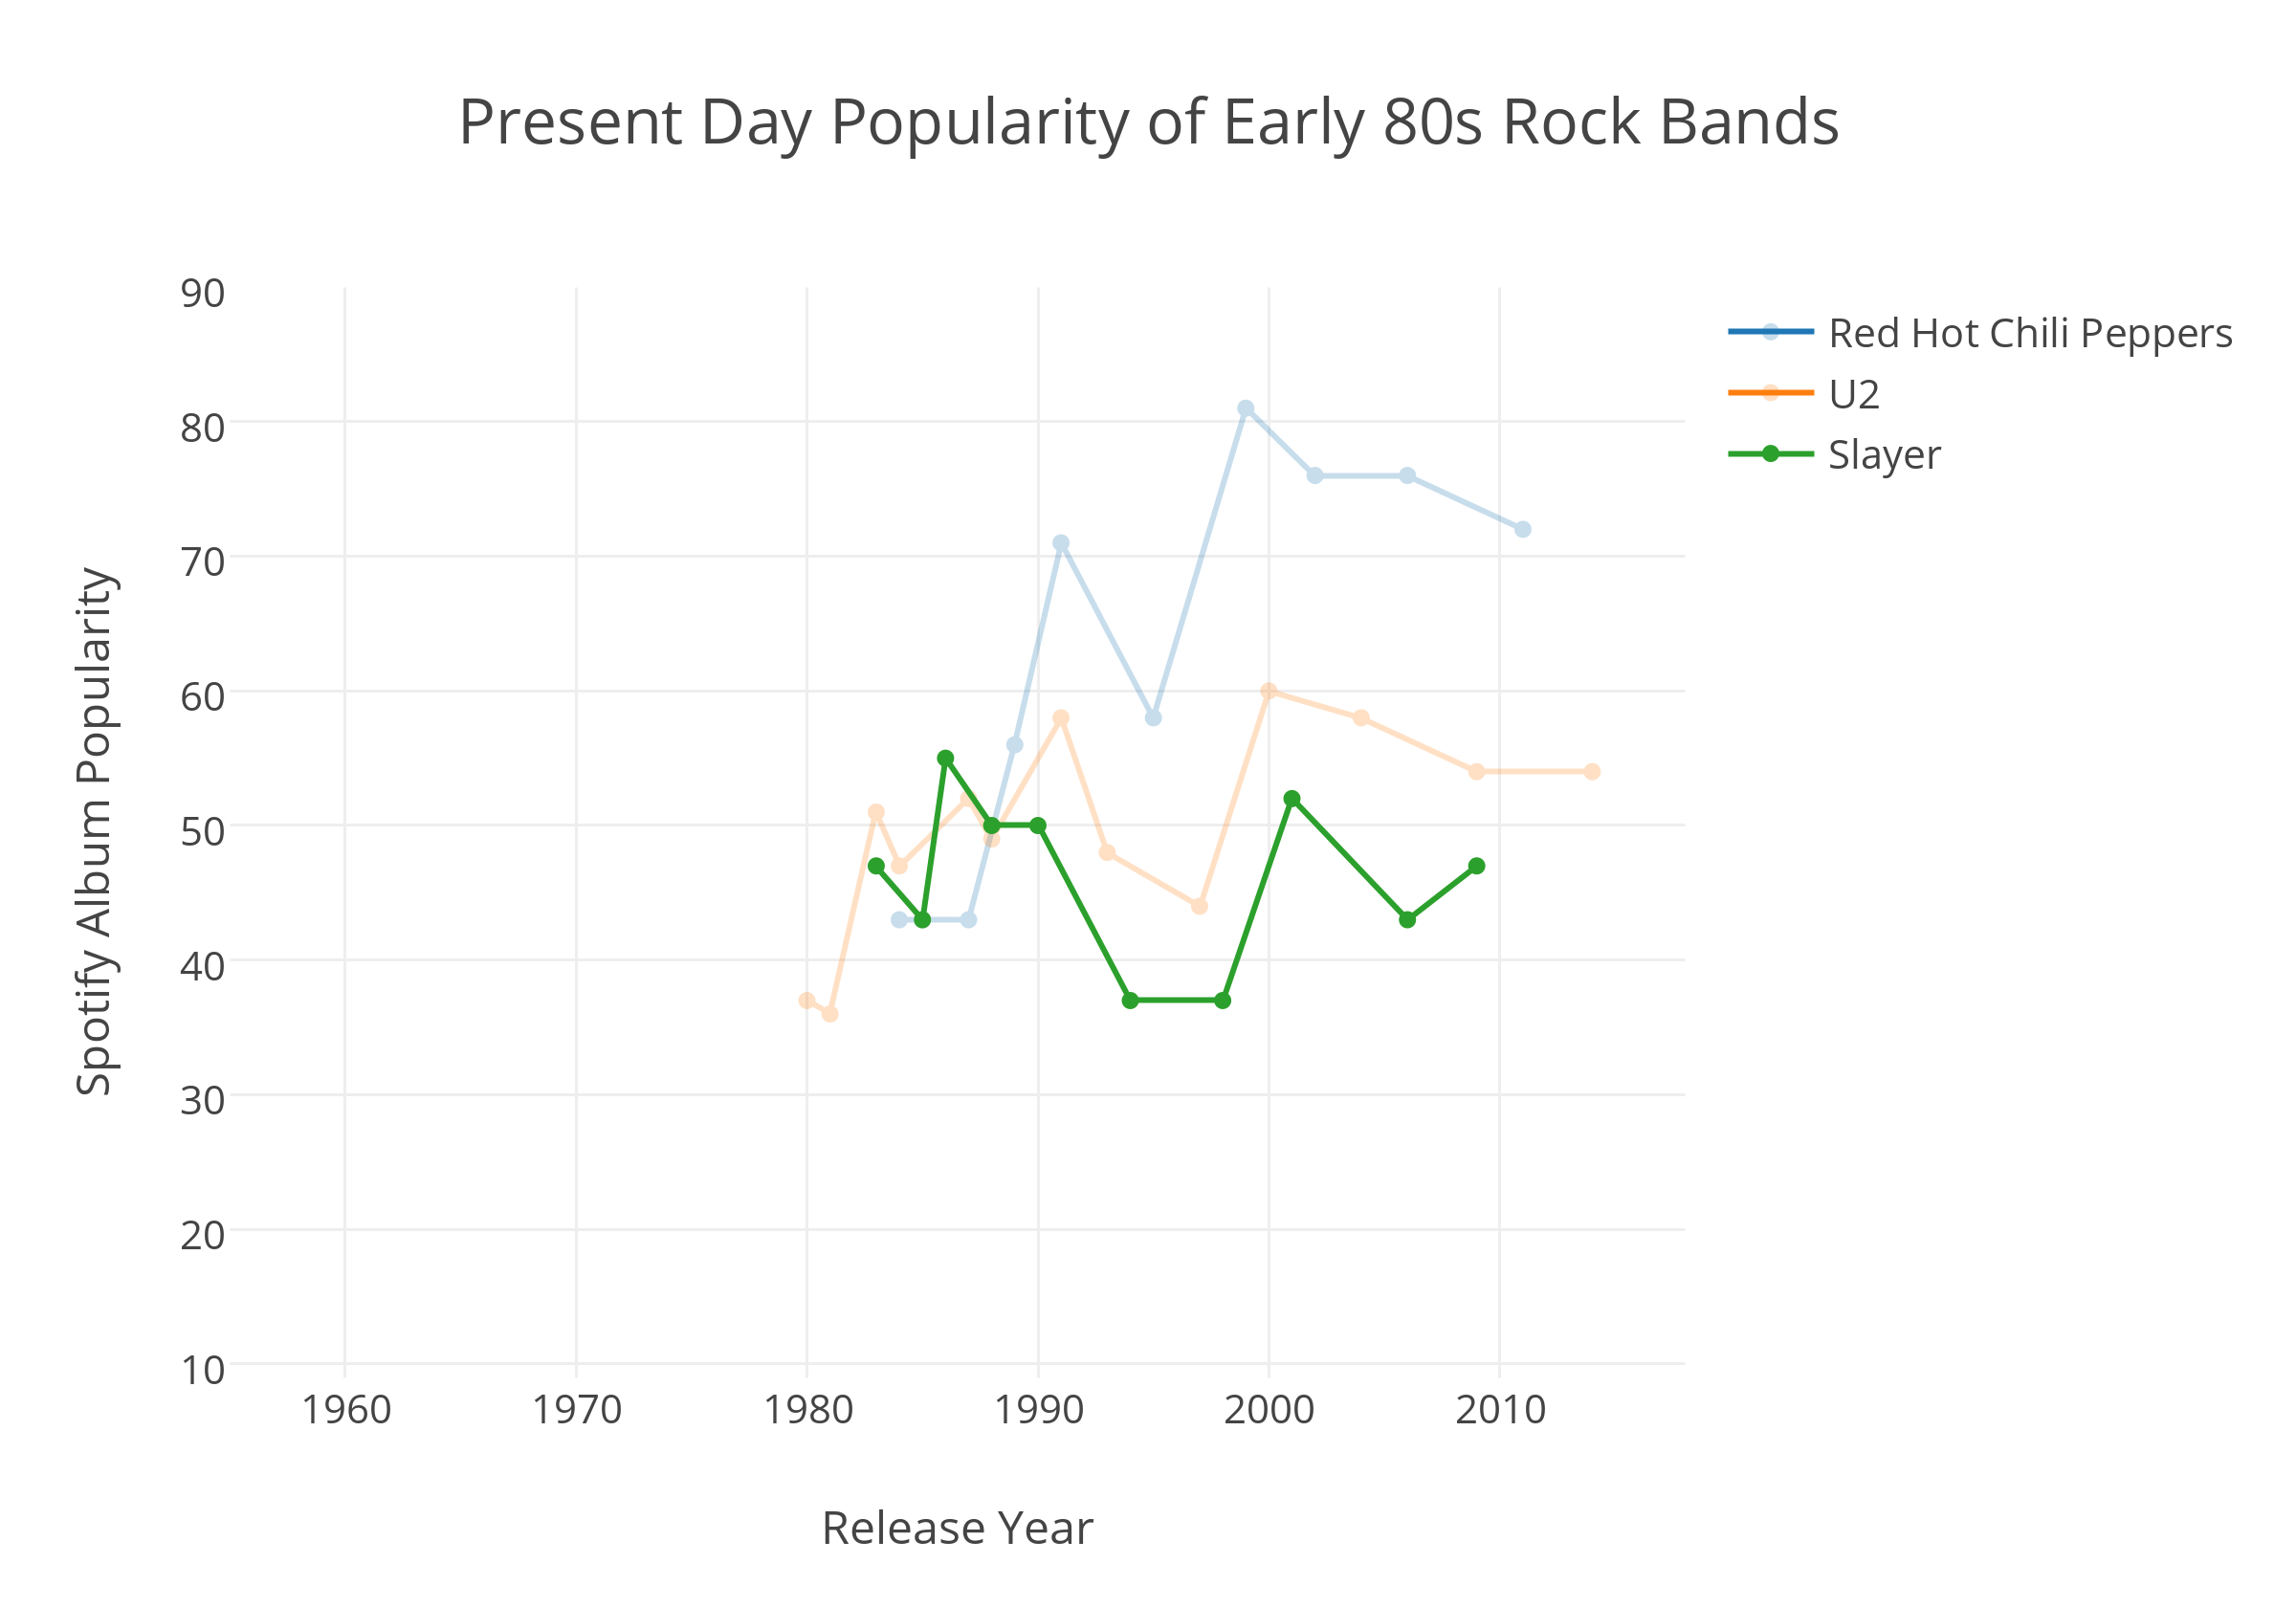 Present Day Popularity of Early 80s Rock Bands
90
80
70
60
50
40
30
20
10
Spotify Album Popularity
1960 1970 1980 1990 2000 2010
Release Year
Red Hot Chili Peppers
U2
Slayer